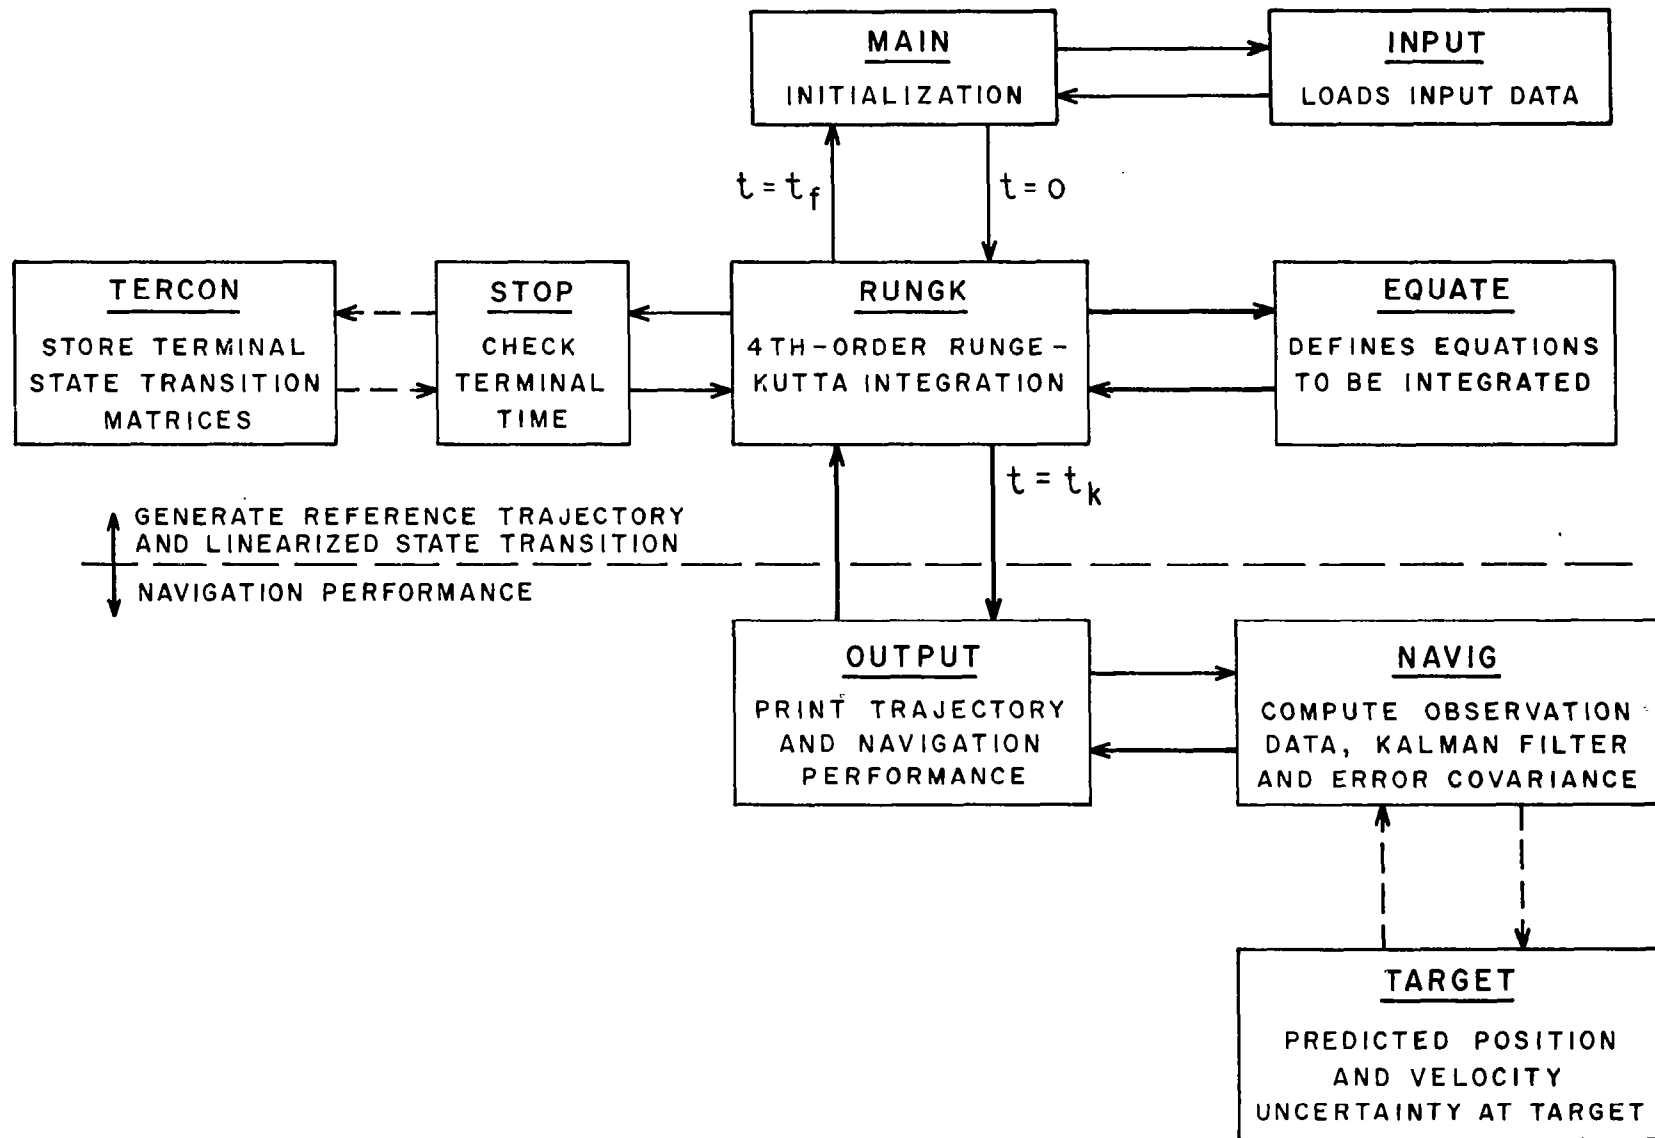 MAIN
INITIALIZATION
INPUT
LOADS INPUT DATA
t = t_f
t = 0
TERCON
STORE TERMINAL
STATE TRANSITION
MATRICES
STOP
CHECK
TERMINAL
TIME
RUNGK
4TH-ORDER RUNGE-
KUTTA INTEGRATION
EQUATE
DEFINES EQUATIONS
TO BE INTEGRATED
t = t_k
GENERATE REFERENCE TRAJECTORY
AND LINEARIZED STATE TRANSITION
NAVIGATION PERFORMANCE
OUTPUT
PRINT TRAJECTORY
AND NAVIGATION
PERFORMANCE
NAVIG
COMPUTE OBSERVATION
DATA, KALMAN FILTER
AND ERROR COVARIANCE
TARGET
PREDICTED POSITION
AND VELOCITY
UNCERTAINTY AT TARGET